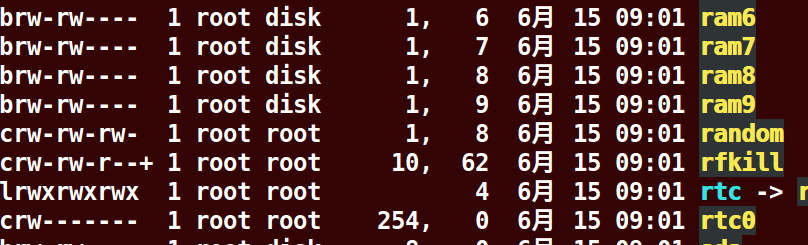 brw-rw---- 1 root disk 1, 6 6月 15 09:01 ram6
brw-rw---- 1 root disk 1, 7 6月 15 09:01 ram7
brw-rw---- 1 root disk 1, 8 6月 15 09:01 ram8
brw-rw---- 1 root disk 1, 9 6月 15 09:01 ram9
crw-rw-rw- 1 root root 1, 8 6月 15 09:01 random
crw-rw-r--+ 1 root root 10, 62 6月 15 09:01 rfkill
lrwxrwxrwx 1 root root 4 6月 15 09:01 rtc -> r
crw------- 1 root root 254, 0 6月 15 09:01 rtc0